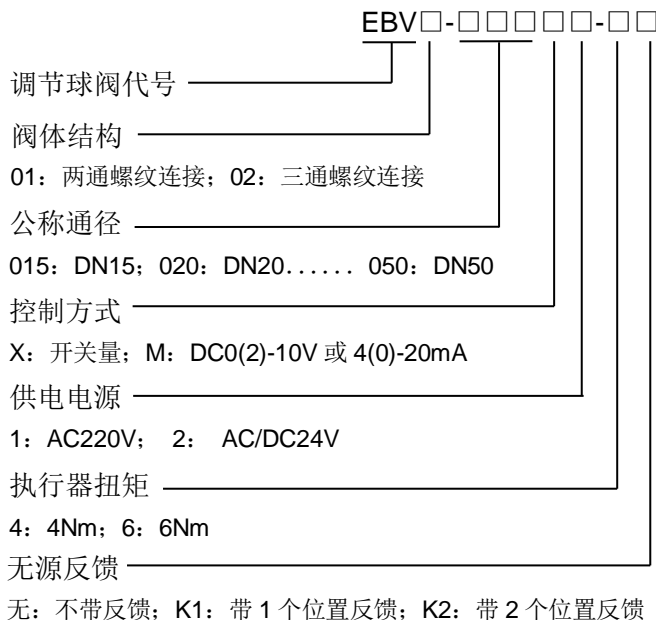 EBV□-□□□□□-□□
调节球阀代号
阀体结构
01：两通螺纹连接；02：三通螺纹连接
公称通径
015：DN15；020：DN20...... 050：DN50
控制方式
X：开关量；M：DC0(2)-10V 或 4(0)-20mA
供电电源
1：AC220V； 2： AC/DC24V
执行器扭矩
4：4Nm；6：6Nm
无源反馈
无：不带反馈；K1：带 1 个位置反馈；K2：带 2 个位置反馈